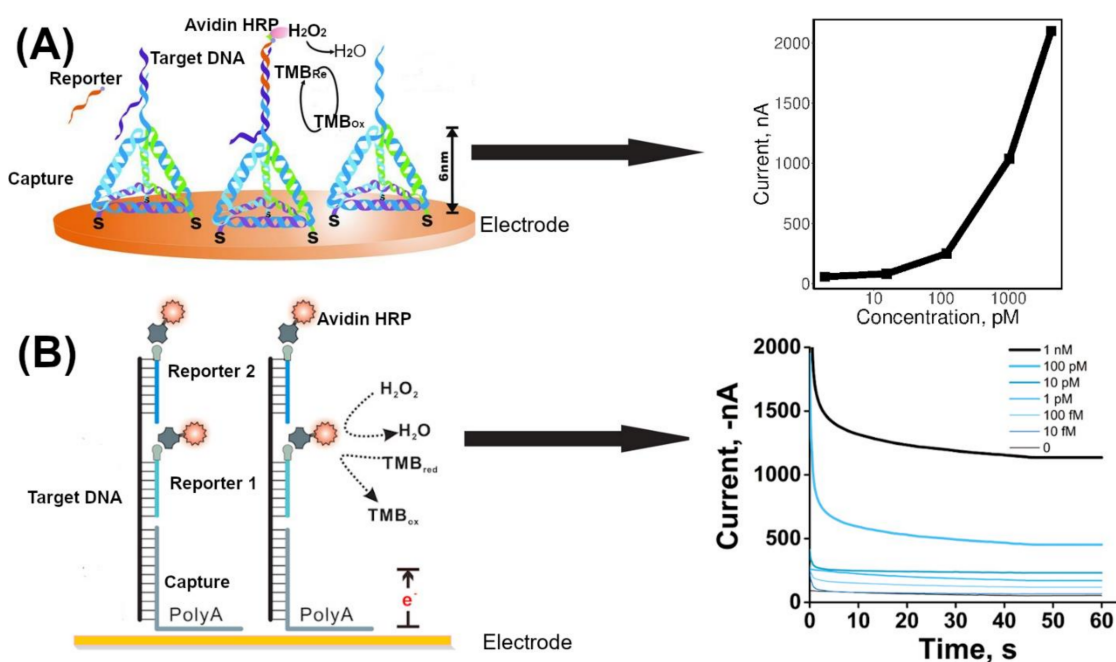 (A)
Avidin HRP
H₂O₂
H₂O
Target DNA
Reporter
TMBRe
TMBOx
6nm
Capture
S
S
S
S
S
S
S
S
S
Electrode
2000
1500
1000
500
0
Current, nA
10
100
1000
Concentration, pM
(B)
Avidin HRP
Reporter 2
H₂O₂
H₂O
Reporter 1
TMBred
Target DNA
TMBox
Capture
PolyA
PolyA
e⁻
Electrode
2000
1500
1000
500
0
Current, -nA
1 nM
100 pM
10 pM
1 pM
100 fM
10 fM
0
0
10
20
30
40
50
60
Time, s